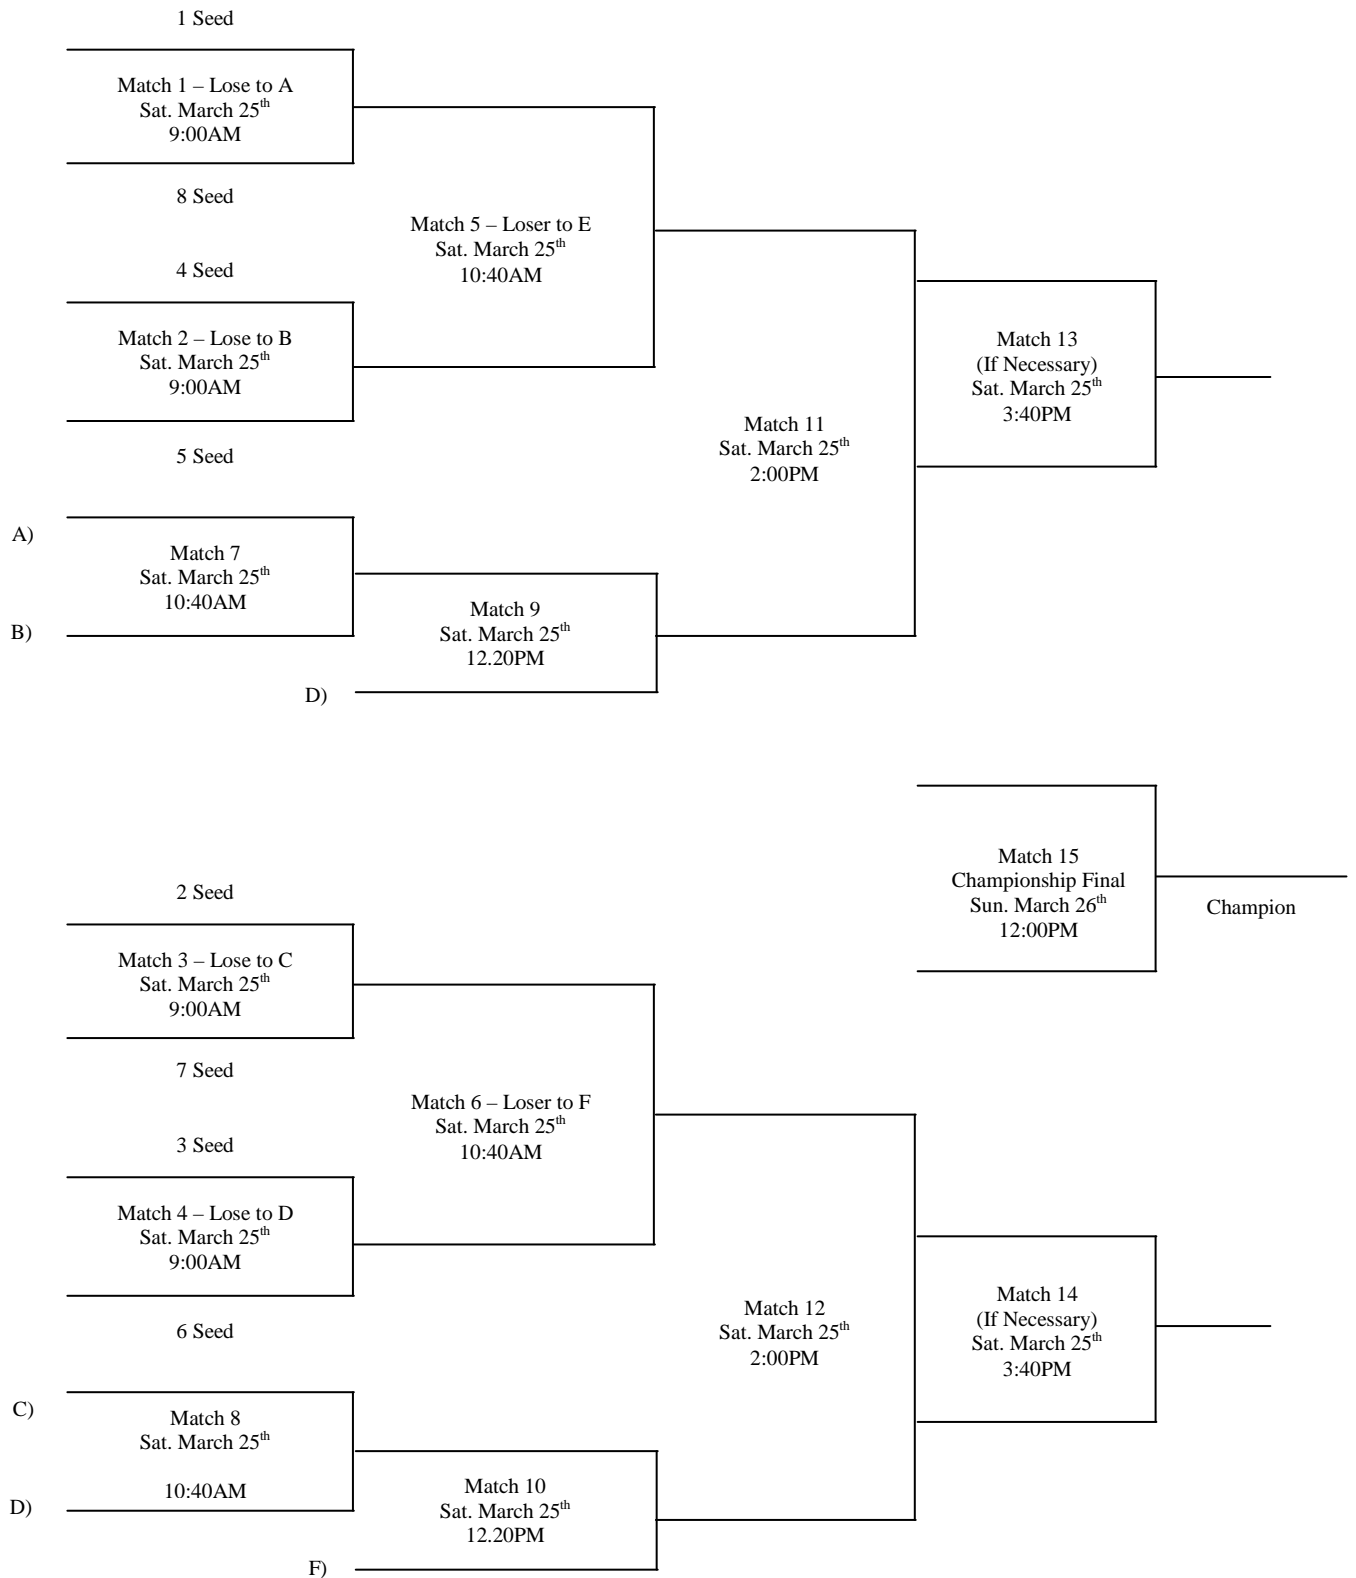 1 Seed
Match 1 – Lose to A
Sat. March 25th
9:00AM
8 Seed
Match 5 – Loser to E
Sat. March 25th
10:40AM
4 Seed
Match 2 – Lose to B
Sat. March 25th
9:00AM
Match 13
(If Necessary)
Sat. March 25th
3:40PM
Match 11
Sat. March 25th
2:00PM
5 Seed
A)
Match 7
Sat. March 25th
10:40AM
B)
Match 9
Sat. March 25th
12.20PM
D)
Match 15
Championship Final
Sun. March 26th
12:00PM
Champion
2 Seed
Match 3 – Lose to C
Sat. March 25th
9:00AM
7 Seed
Match 6 – Loser to F
Sat. March 25th
10:40AM
3 Seed
Match 4 – Lose to D
Sat. March 25th
9:00AM
6 Seed
Match 12
Sat. March 25th
2:00PM
Match 14
(If Necessary)
Sat. March 25th
3:40PM
C)
Match 8
Sat. March 25th
10:40AM
D)
Match 10
Sat. March 25th
12.20PM
F)